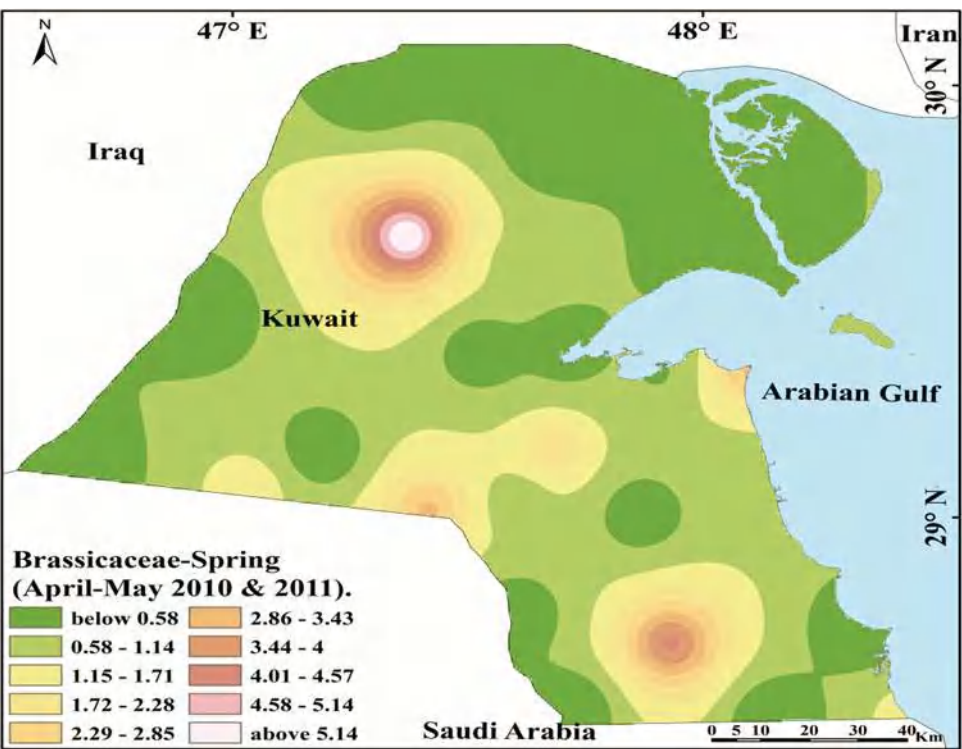 N
47° E
48° E
Iran
30° N
Iraq
Kuwait
Arabian Gulf
29° N
Brassicaceae-Spring
(April-May 2010 & 2011).
below 0.58
0.58 - 1.14
1.15 - 1.71
1.72 - 2.28
2.29 - 2.85
2.86 - 3.43
3.44 - 4
4.01 - 4.57
4.58 - 5.14
above 5.14
Saudi Arabia
0 5 10 20 30 40
Km